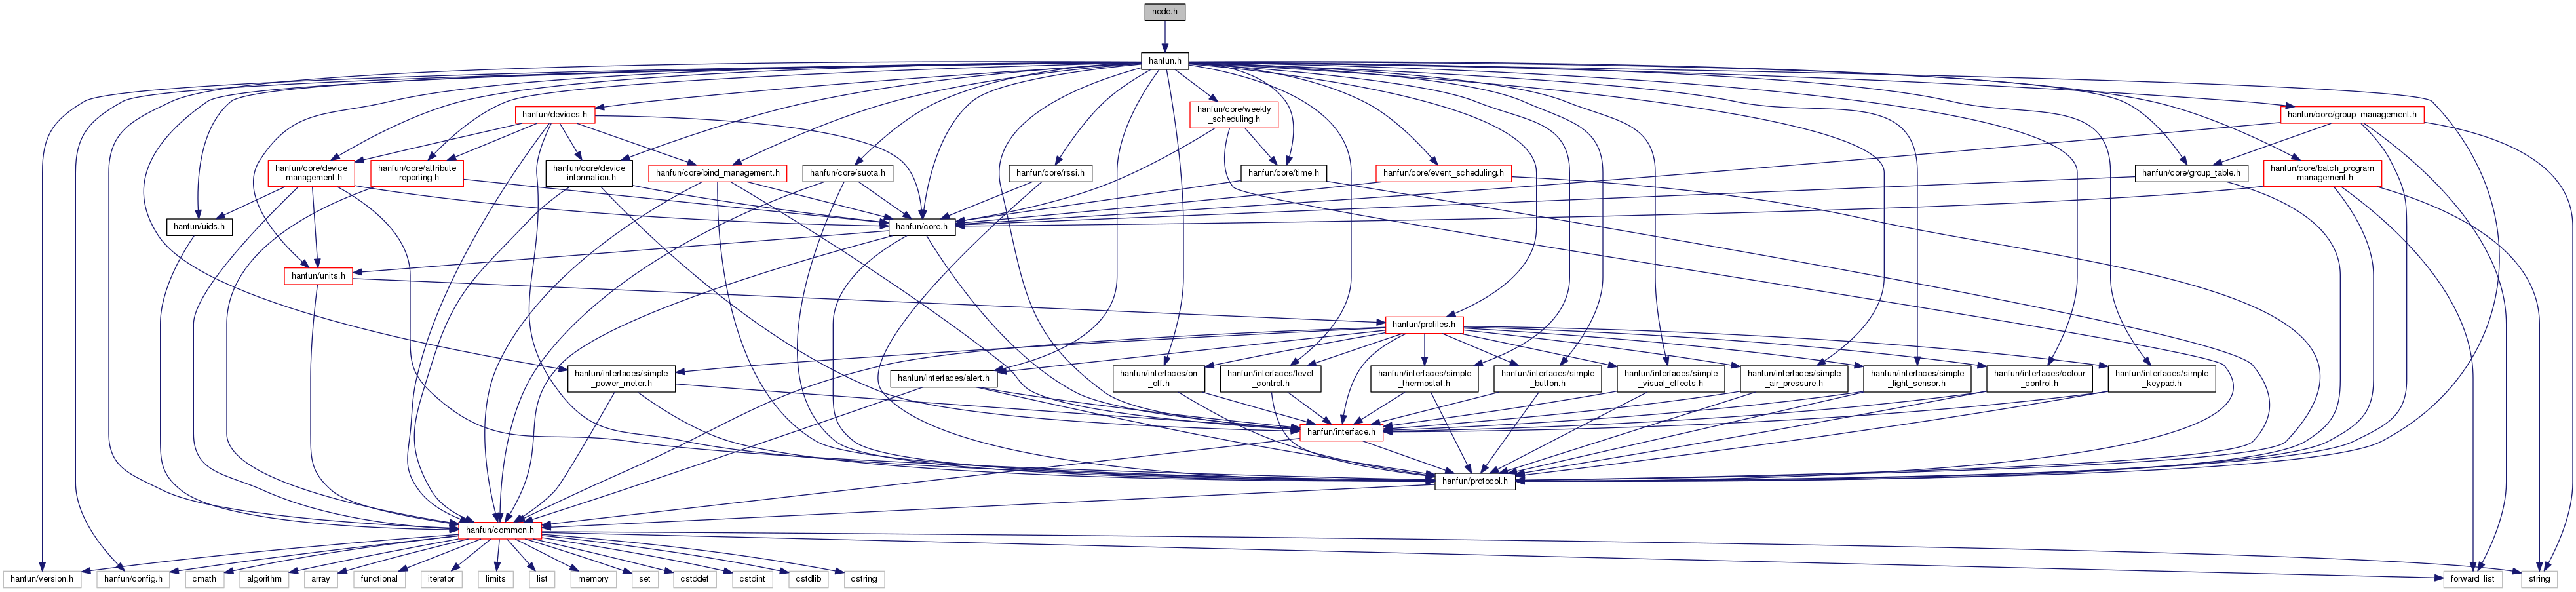 node.h
hanfun.h
hanfun/core/weekly
_scheduling.h
hanfun/devices.h
hanfun/core/group_management.h
hanfun/core/device
_management.h
hanfun/core/attribute
_reporting.h
hanfun/core/device
_information.h
hanfun/core/bind_management.h
hanfun/core/suota.h
hanfun/core/rssi.h
hanfun/core/time.h
hanfun/core/event_scheduling.h
hanfun/core/group_table.h
hanfun/core/batch_program
_management.h
hanfun/uids.h
hanfun/core.h
hanfun/units.h
hanfun/profiles.h
hanfun/interfaces/simple
_power_meter.h
hanfun/interfaces/alert.h
hanfun/interfaces/on
_off.h
hanfun/interfaces/level
_control.h
hanfun/interfaces/simple
_thermostat.h
hanfun/interfaces/simple
_button.h
hanfun/interfaces/simple
_visual_effects.h
hanfun/interfaces/simple
_air_pressure.h
hanfun/interfaces/simple
_light_sensor.h
hanfun/interfaces/colour
_control.h
hanfun/interfaces/simple
_keypad.h
hanfun/interface.h
hanfun/protocol.h
hanfun/common.h
hanfun/version.h
hanfun/config.h
cmath
algorithm
array
functional
iterator
limits
list
memory
set
cstddef
cstdint
cstdlib
cstring
forward_list
string